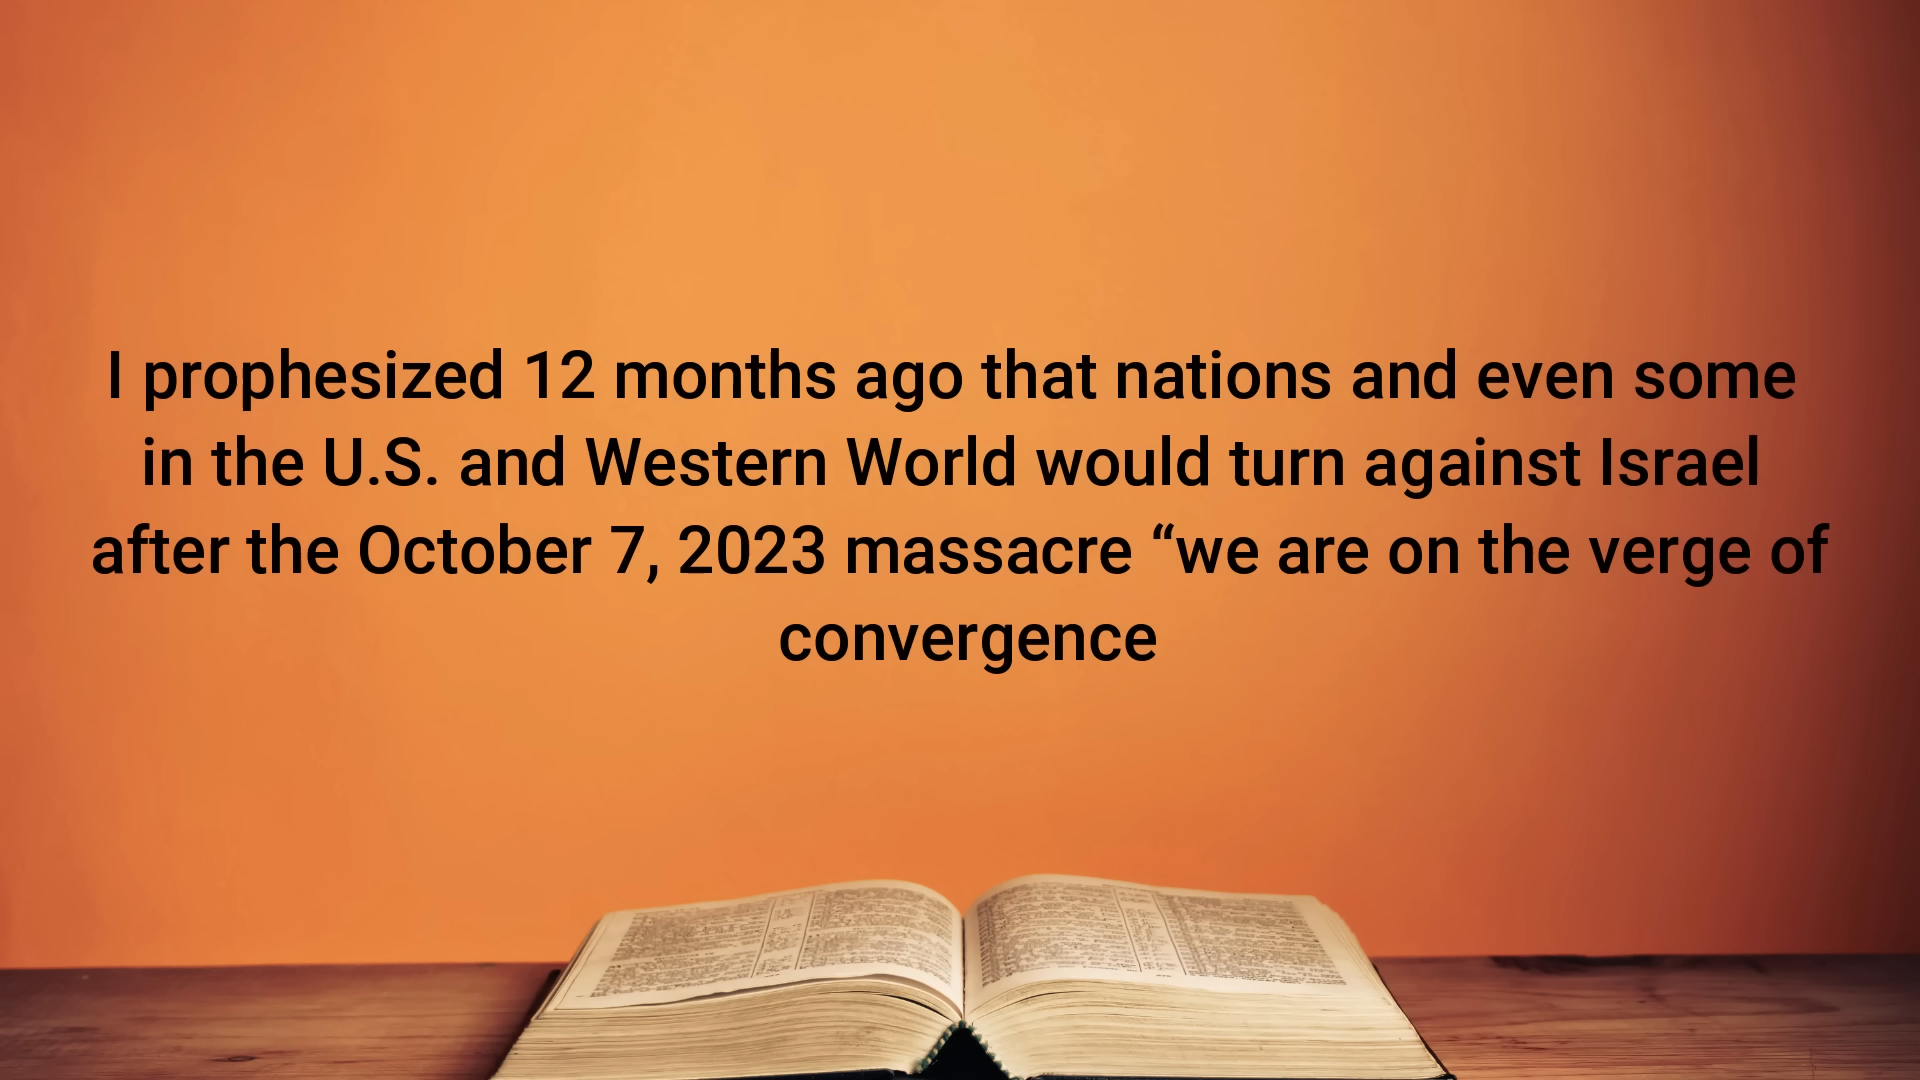 I prophesized 12 months ago that nations and even some
in the U.S. and Western World would turn against Israel
after the October 7, 2023 massacre “we are on the verge of
convergence